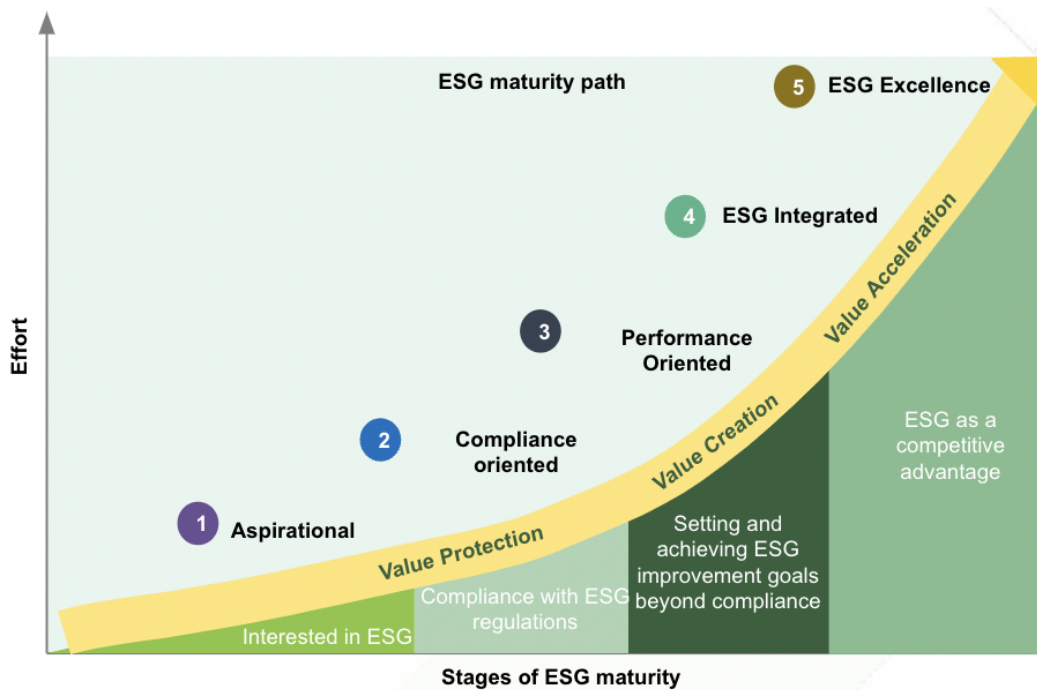 ESG maturity path
5 ESG Excellence
4 ESG Integrated
3 Performance
Oriented
2 Compliance
oriented
1 Aspirational
Effort
Value Protection
Value Creation
Value Acceleration
Interested in ESG
Compliance with ESG
regulations
Setting and
achieving ESG
improvement goals
beyond compliance
ESG as a
competitive
advantage
Stages of ESG maturity